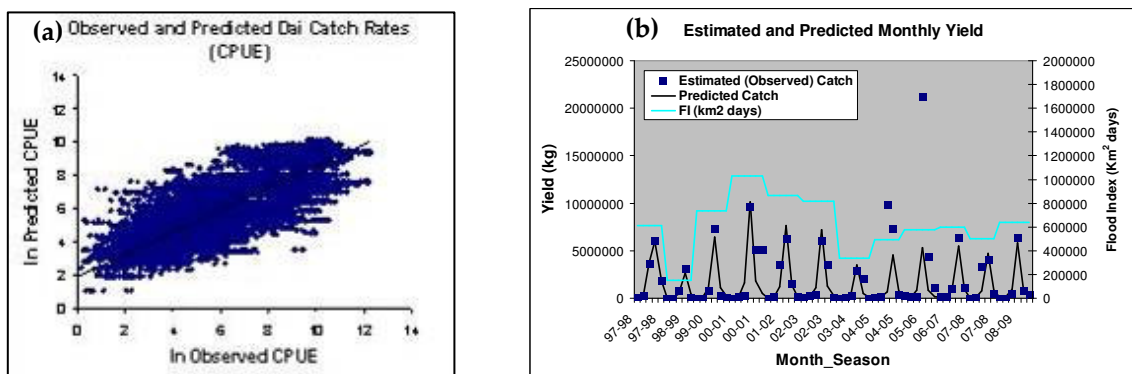 (a) Observed and Predicted Dai Catch Rates
(CPUE)
14
12
10
8
6
4
2
0
0 2 4 6 8 10 12 14
ln Predicted CPUE
ln Observed CPUE
(b) Estimated and Predicted Monthly Yield
Estimated (Observed) Catch
Predicted Catch
FI (km2 days)
25000000
20000000
15000000
10000000
5000000
0
Yield (kg)
2000000
1800000
1600000
1400000
1200000
1000000
800000
600000
400000
200000
0
Flood Index (Km² days)
97-98 97-98 98-99 99-00 00-01 00-01 01-02 02-03 02-03 03-04 04-05 04-05 05-06 06-07 07-08 07-08 08-09
Month_Season